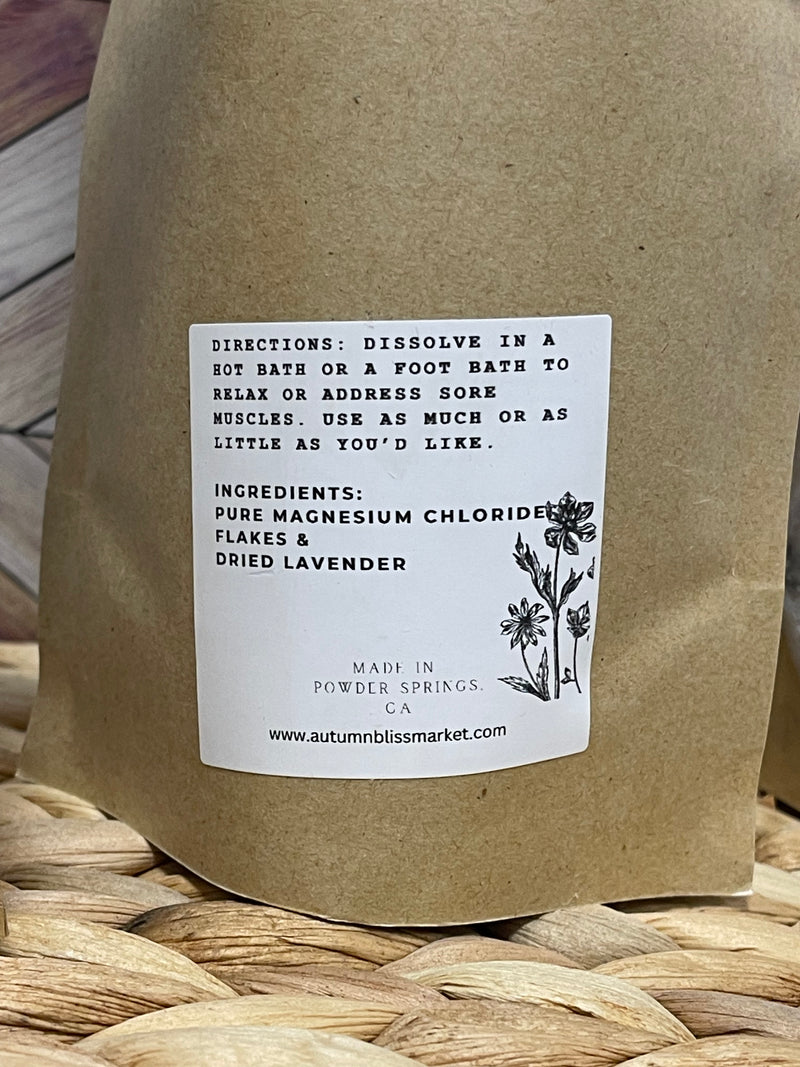 DIRECTIONS: DISSOLVE IN A
HOT BATH OR A FOOT BATH TO
RELAX OR ADDRESS SORE
MUSCLES. USE AS MUCH OR AS
LITTLE AS YOU'D LIKE.
INGREDIENTS:
PURE MAGNESIUM CHLORIDE
FLAKES &
DRIED LAVENDER
MADE IN
POWDER SPRINGS,
GA
www.autumnblissmarket.com